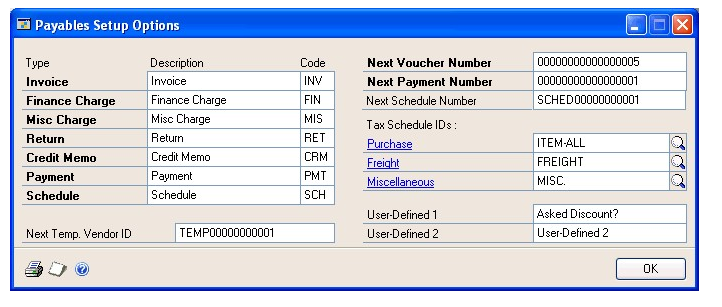 Payables Setup Options
Type Description Code
Invoice Invoice INV
Finance Charge Finance Charge FIN
Misc Charge Misc Charge MIS
Return Return RET
Credit Memo Credit Memo CRM
Payment Payment PMT
Schedule Schedule SCH
Next Temp. Vendor ID TEMP00000000001
Next Voucher Number 00000000000000005
Next Payment Number 00000000000000001
Next Schedule Number SCHED00000000001
Tax Schedule IDs :
Purchase ITEM-ALL
Freight FREIGHT
Miscellaneous MISC.
User-Defined 1 Asked Discount?
User-Defined 2 User-Defined 2
OK